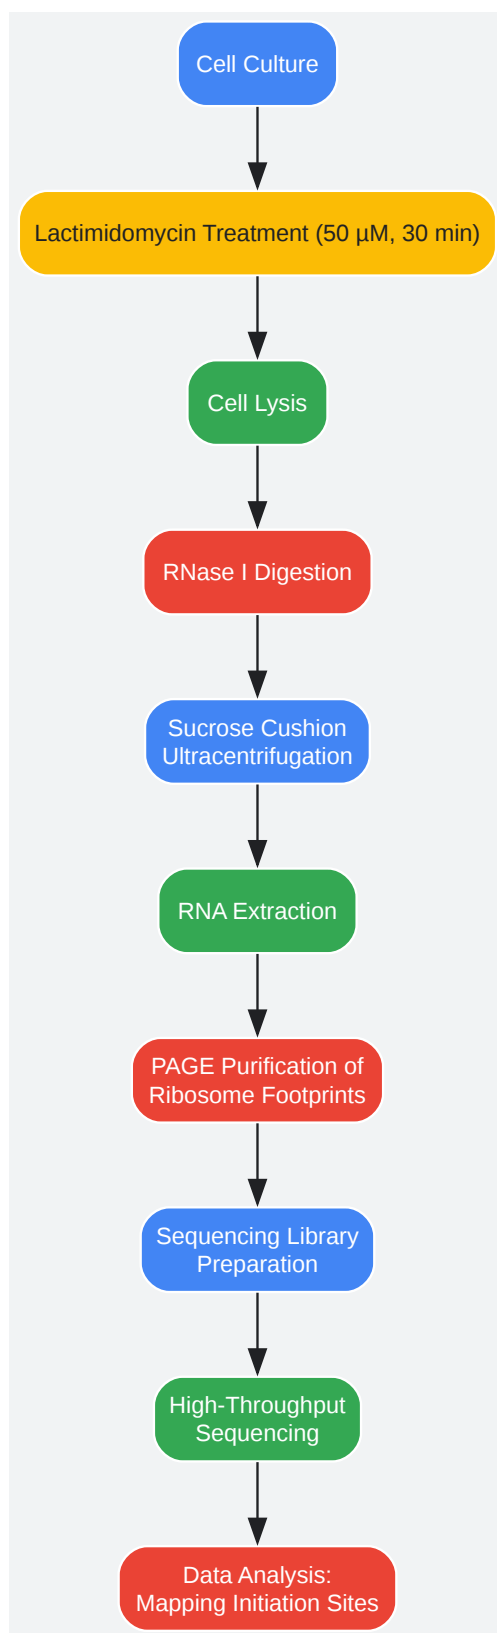 Cell Culture
Lactimidomycin Treatment (50 µM, 30 min)
Cell Lysis
RNase I Digestion
Sucrose Cushion
Ultracentrifugation
RNA Extraction
PAGE Purification of
Ribosome Footprints
Sequencing Library
Preparation
High-Throughput
Sequencing
Data Analysis:
Mapping Initiation Sites